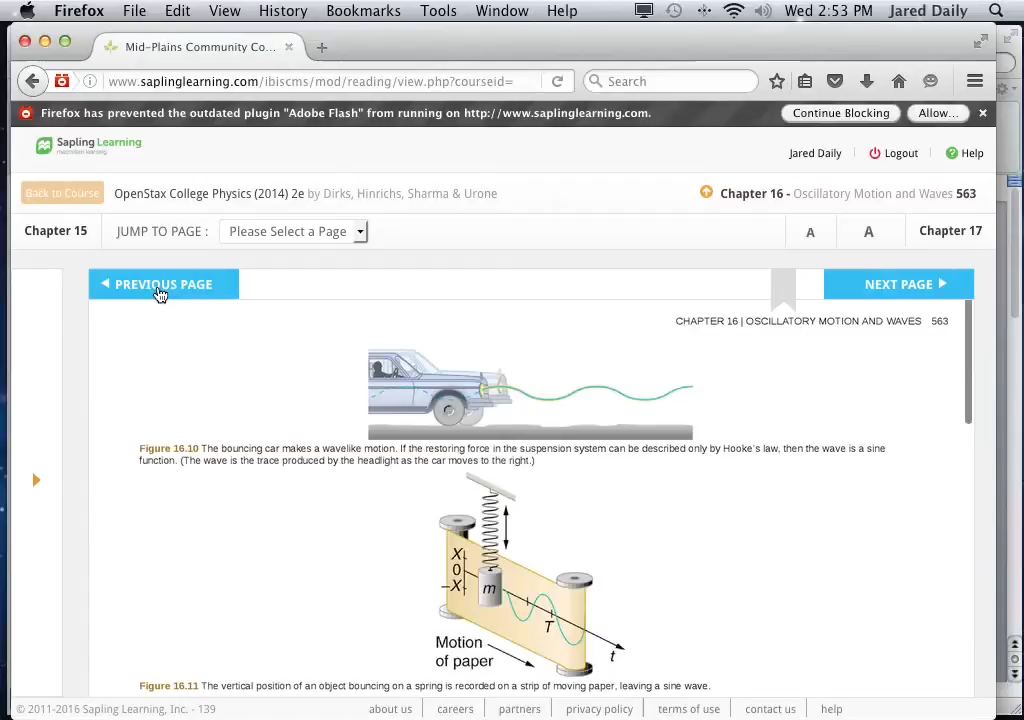 Firefox File Edit View History Bookmarks Tools Window Help Wed 2:53 PM Jared Daily
Mid-Plains Community Co...
www.saplinglearning.com/ibiscms/mod/reading/view.php?courseid= Search
Firefox has prevented the outdated plugin "Adobe Flash" from running on http://www.saplinglearning.com. Continue Blocking Allow...
Sapling Learning
macmillan learning
Jared Daily Logout Help
Back to Course OpenStax College Physics (2014) 2e by Dirks, Hinrichs, Sharma & Urone Chapter 16 - Oscillatory Motion and Waves 563
Chapter 15 JUMP TO PAGE : Please Select a Page A A Chapter 17
PREVIOUS PAGE NEXT PAGE
CHAPTER 16 | OSCILLATORY MOTION AND WAVES 563
Figure 16.10 The bouncing car makes a wavelike motion. If the restoring force in the suspension system can be described only by Hooke's law, then the wave is a sine
function. (The wave is the trace produced by the headlight as the car moves to the right.)
X
0
–X
m
T
t
Motion
of paper
Figure 16.11 The vertical position of an object bouncing on a spring is recorded on a strip of moving paper, leaving a sine wave.
© 2011-2016 Sapling Learning, Inc. - 139 about us careers partners privacy policy terms of use contact us help